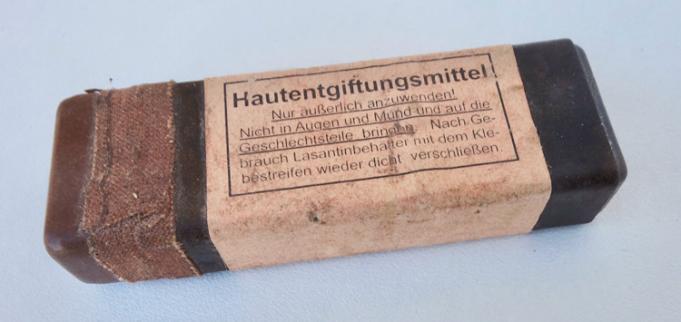 Hautentgiftungsmittel!
Nur äußerlich anzuwenden!
Nicht in Augen und Mund und auf die
Geschlechtsteile bringen. Nach Ge-
brauch Lasantinbehälter mit dem Kle-
bestreifen wieder dicht verschließen.